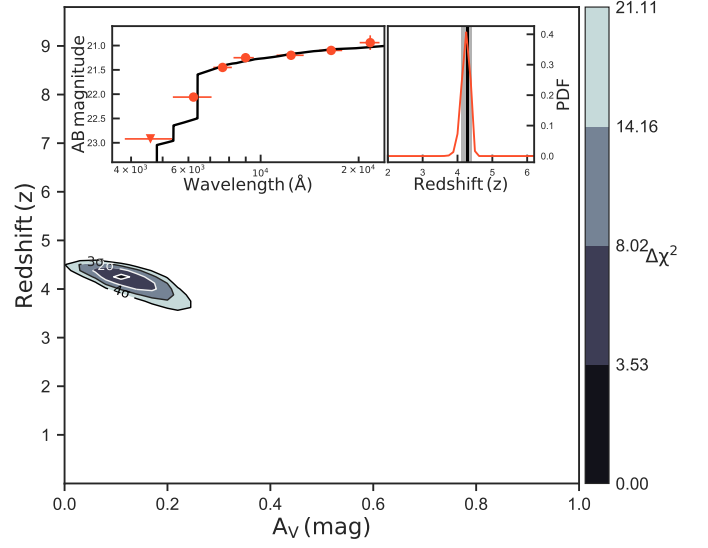 Redshift (z)
9
8
7
6
5
4
3
2
1
0.0
0.2
0.4
0.6
0.8
1.0
A_V (mag)
AB magnitude
21.0
21.5
22.0
22.5
23.0
4 × 10³
6 × 10³
10⁴
2 × 10⁴
Wavelength (Å)
2
3
4
5
6
Redshift (z)
0.4
0.3
0.2
0.1
0.0
PDF
3σ
2σ
4σ
21.11
14.16
8.02
3.53
0.00
Δχ²